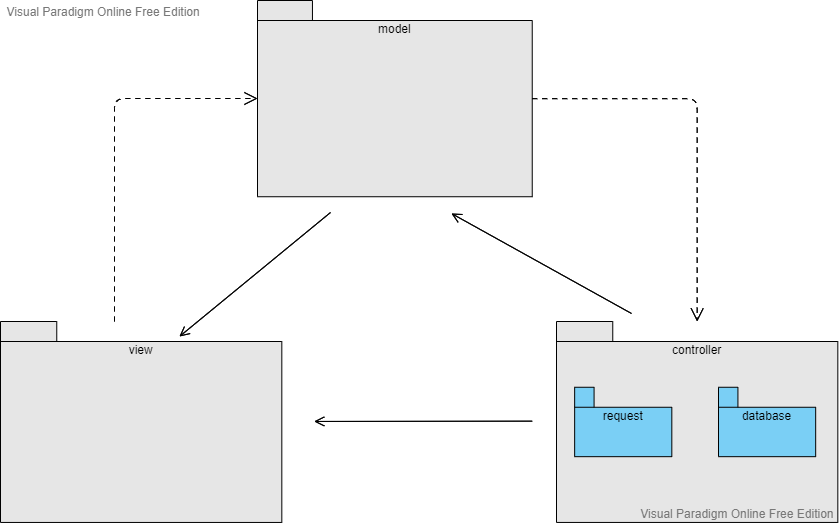 Visual Paradigm Online Free Edition
model
view
controller
request
database
Visual Paradigm Online Free Edition